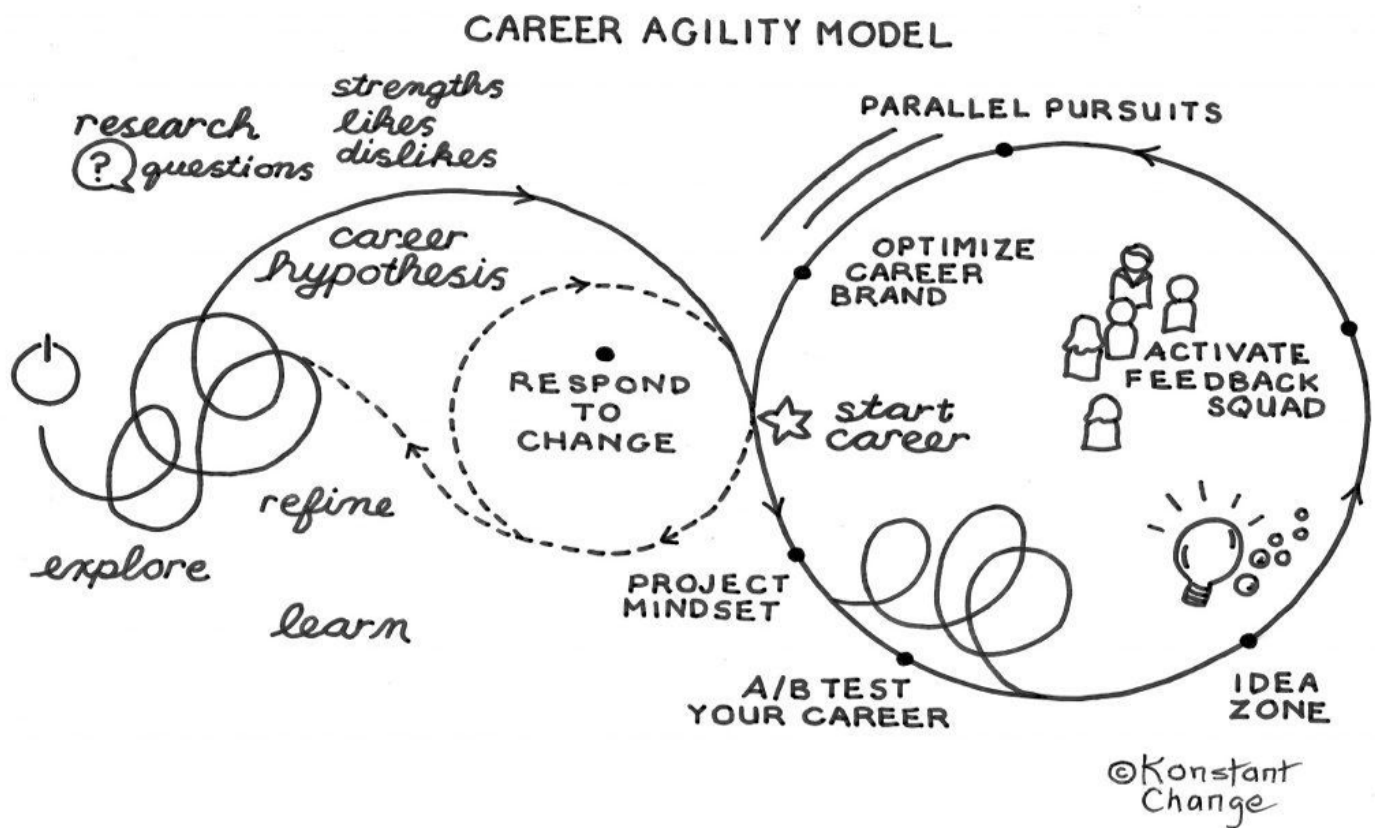 CAREER AGILITY MODEL
research
? questions
strengths
likes
dislikes
career
hypothesis
explore
refine
learn
RESPOND
TO
CHANGE
start
career
PROJECT
MINDSET
A/B TEST
YOUR CAREER
IDEA
ZONE
ACTIVATE
FEEDBACK
SQUAD
PARALLEL PURSUITS
OPTIMIZE
CAREER
BRAND
©Konstant
Change